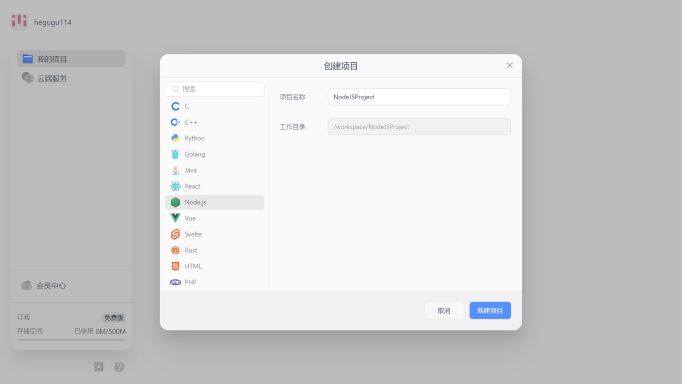 hegugu114
我的项目
云端服务
会员中心
订阅
免费版
存储空间
已使用 0M/500M
创建项目
搜索
C
C++
Python
Golang
Java
React
Node.js
Vue
Svelte
Rust
HTML
PHP
项目名称
NodeJSProject
工作目录
/workspace/NodeJSProject
取消
新建项目